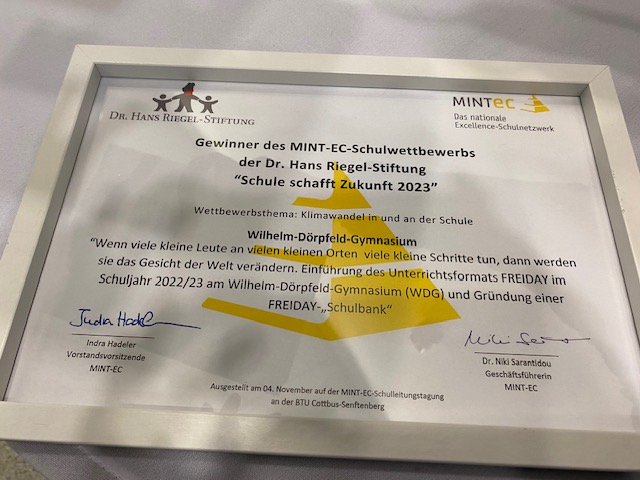 DR. HANS RIEGEL-STIFTUNG
MINTec
Das nationale
Excellence-Schulnetzwerk
Gewinner des MINT-EC-Schulwettbewerbs
der Dr. Hans Riegel-Stiftung
“Schule schafft Zukunft 2023”
Wettbewerbsthema: Klimawandel in und an der Schule
Wilhelm-Dörpfeld-Gymnasium
“Wenn viele kleine Leute an vielen kleinen Orten viele kleine Schritte tun, dann werden
sie das Gesicht der Welt verändern. Einführung des Unterrichtsformats FREIDAY im
Schuljahr 2022/23 am Wilhelm-Dörpfeld-Gymnasium (WDG) und Gründung einer
FREIDAY-„Schulbank“
Indra Hadeler
Indra Hadeler
Vorstandsvorsitzende
MINT-EC
Dr. Niki Sarantidou
Geschäftsführerin
MINT-EC
Ausgestellt am 04. November auf der MINT-EC-Schulleitungstagung
an der BTU Cottbus-Senftenberg